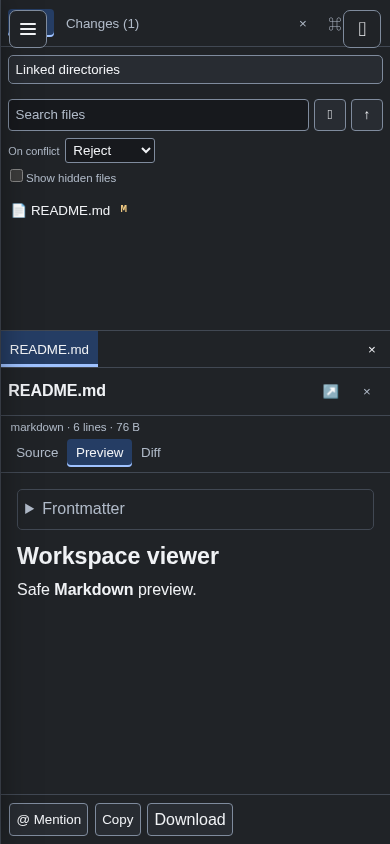 Changes (1) × ⌘
Linked directories
Search files ↑
On conflict Reject
Show hidden files
README.md M
README.md ×
README.md ×
markdown · 6 lines · 76 B
Source Preview Diff
Frontmatter
Workspace viewer
Safe Markdown preview.
@ Mention Copy Download